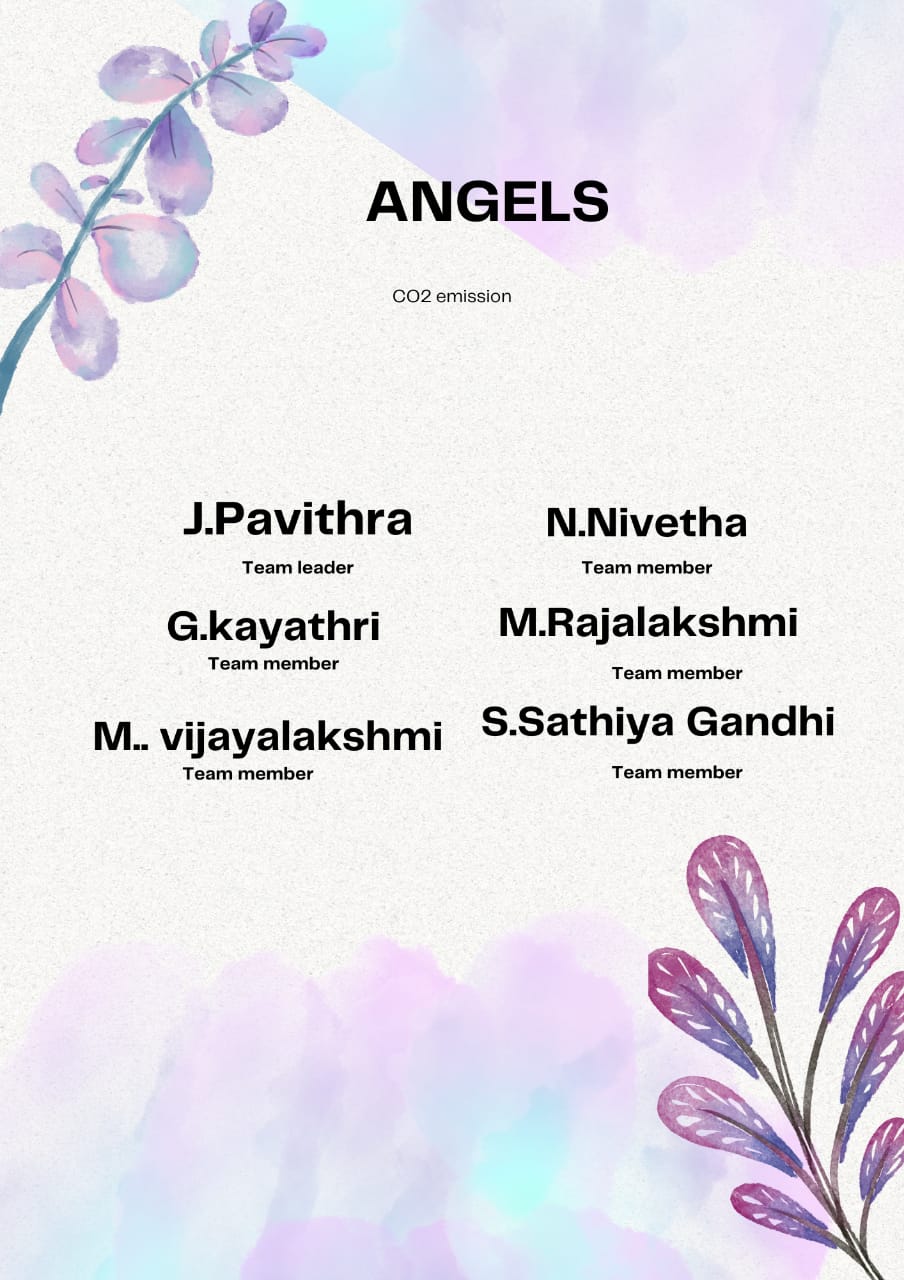 ANGELS
CO2 emission
J.Pavithra
Team leader
N.Nivetha
Team member
G.kayathri
Team member
M.Rajalakshmi
Team member
M.. vijayalakshmi
Team member
S.Sathiya Gandhi
Team member